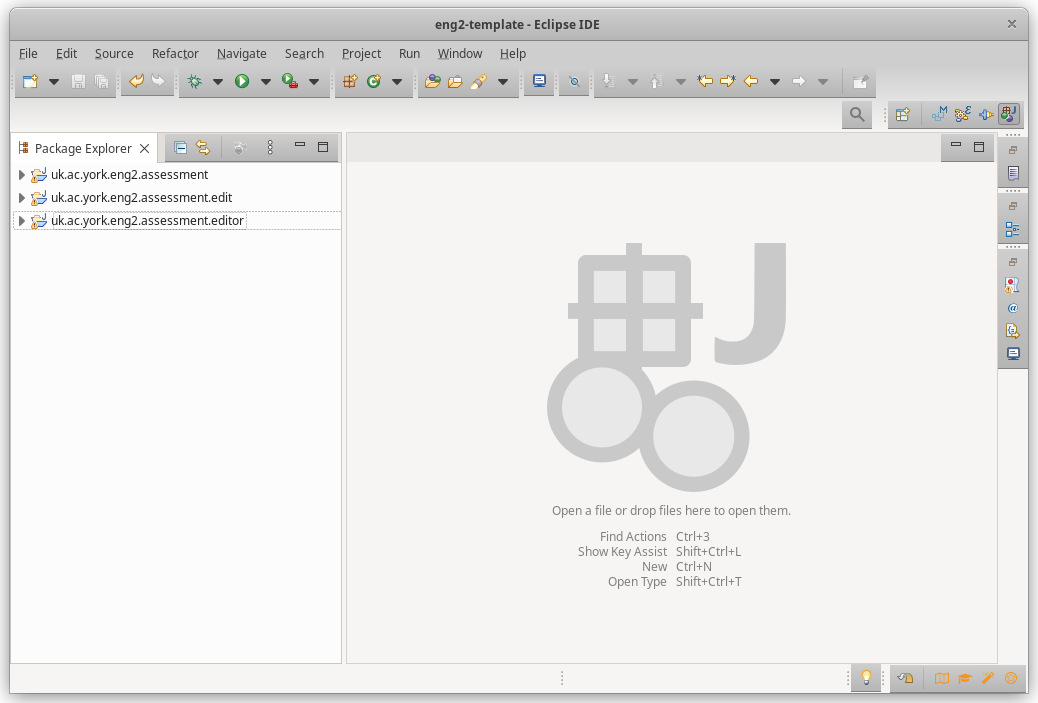 eng2-template - Eclipse IDE
File Edit Source Refactor Navigate Search Project Run Window Help
Package Explorer
uk.ac.york.eng2.assessment
uk.ac.york.eng2.assessment.edit
uk.ac.york.eng2.assessment.editor
J
Open a file or drop files here to open them.
Find Actions Ctrl+3
Show Key Assist Shift+Ctrl+L
New Ctrl+N
Open Type Shift+Ctrl+T